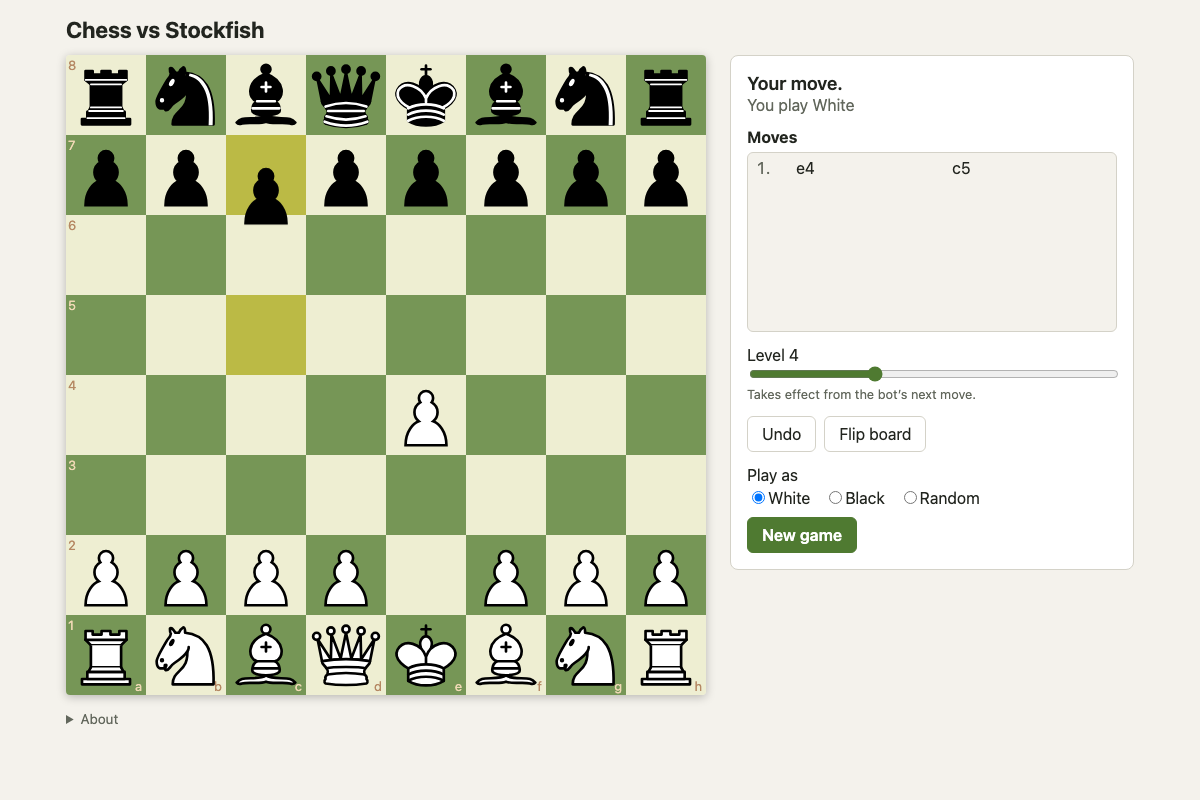 Chess vs Stockfish
8
7
6
5
4
3
2
1
a b c d e f g h
About
Your move.
You play White
Moves
1. e4 c5
Level 4
Takes effect from the bot’s next move.
Undo Flip board
Play as
White Black Random
New game